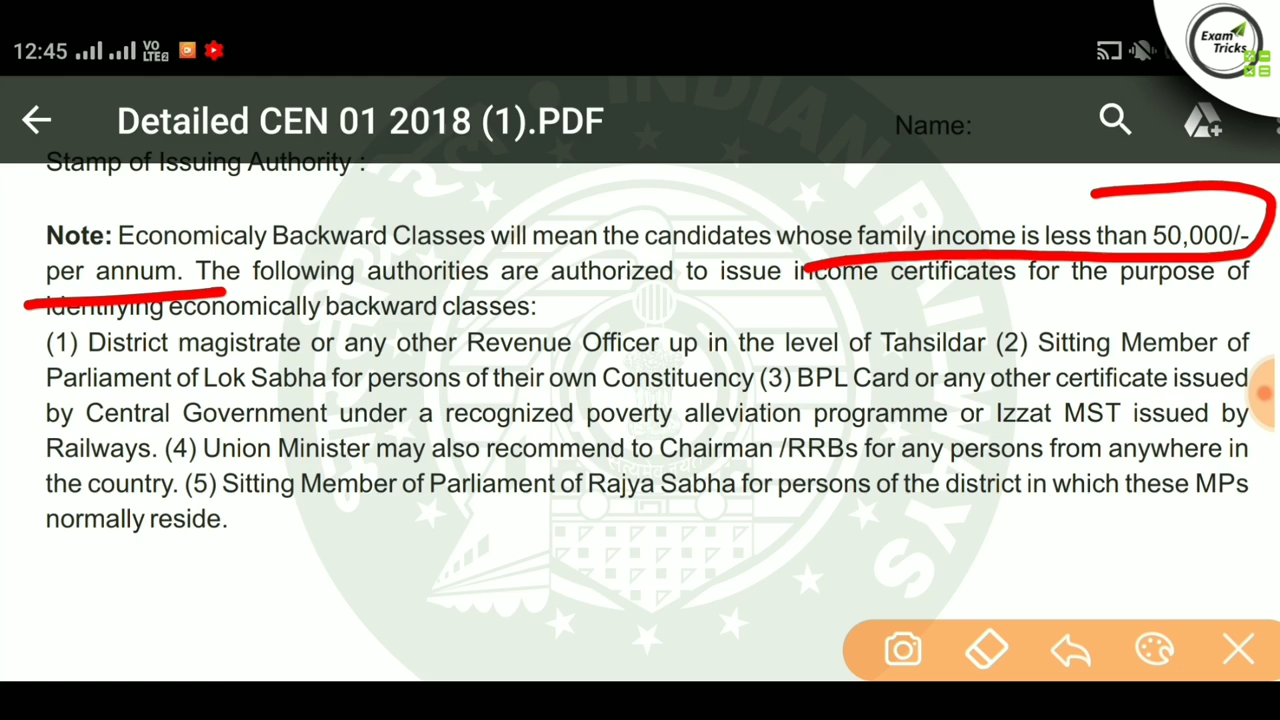 12:45 VO LTE2
Exam Tricks
Detailed CEN 01 2018 (1).PDF
Name:
Stamp of Issuing Authority :
Note: Economicaly Backward Classes will mean the candidates whose family income is less than 50,000/-
per annum. The following authorities are authorized to issue income certificates for the purpose of
identifying economically backward classes:
(1) District magistrate or any other Revenue Officer up in the level of Tahsildar (2) Sitting Member of
Parliament of Lok Sabha for persons of their own Constituency (3) BPL Card or any other certificate issued
by Central Government under a recognized poverty alleviation programme or Izzat MST issued by
Railways. (4) Union Minister may also recommend to Chairman /RRBs for any persons from anywhere in
the country. (5) Sitting Member of Parliament of Rajya Sabha for persons of the district in which these MPs
normally reside.
INDIAN RAILWAYS